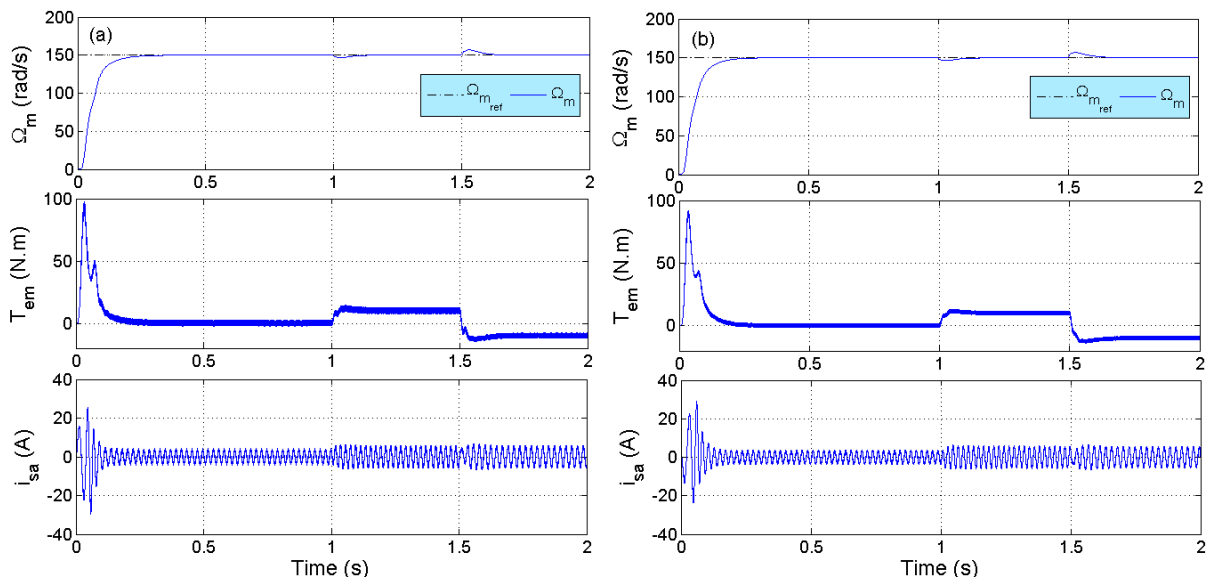 (a)
Ω_m (rad/s)
200
150
100
50
0
Ω_m_ref
Ω_m
0 0.5 1 1.5 2
T_em (N.m)
100
50
0
0 0.5 1 1.5 2
i_sa (A)
40
20
0
-20
-40
0 0.5 1 1.5 2
Time (s)
(b)
Ω_m (rad/s)
200
150
100
50
0
Ω_m_ref
Ω_m
0 0.5 1 1.5 2
T_em (N.m)
100
50
0
0 0.5 1 1.5 2
i_sa (A)
40
20
0
-20
-40
0 0.5 1 1.5 2
Time (s)